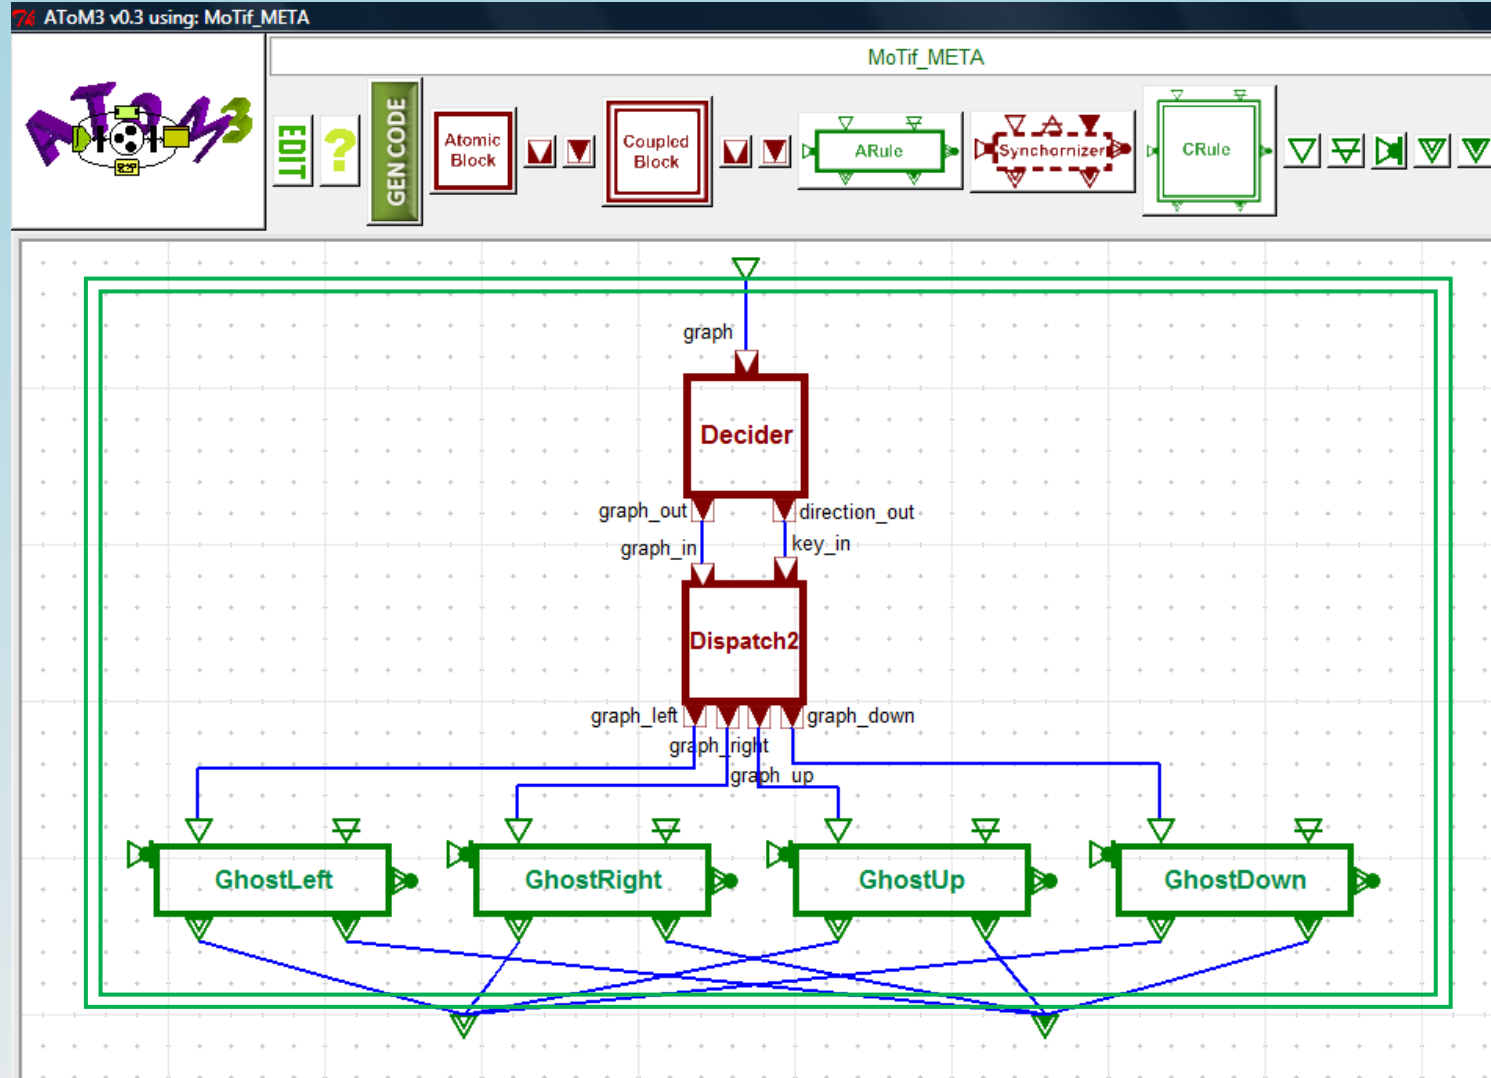 AToM3 v0.3 using: MoTif_META
MoTif_META
AToM3
EDIT
?
GEN CODE
Atomic
Block
Coupled
Block
ARule
Synchornizer
CRule
graph
Decider
graph_out
direction_out
graph_in
key_in
Dispatch2
graph_left
graph_down
graph_right
graph_up
GhostLeft
GhostRight
GhostUp
GhostDown